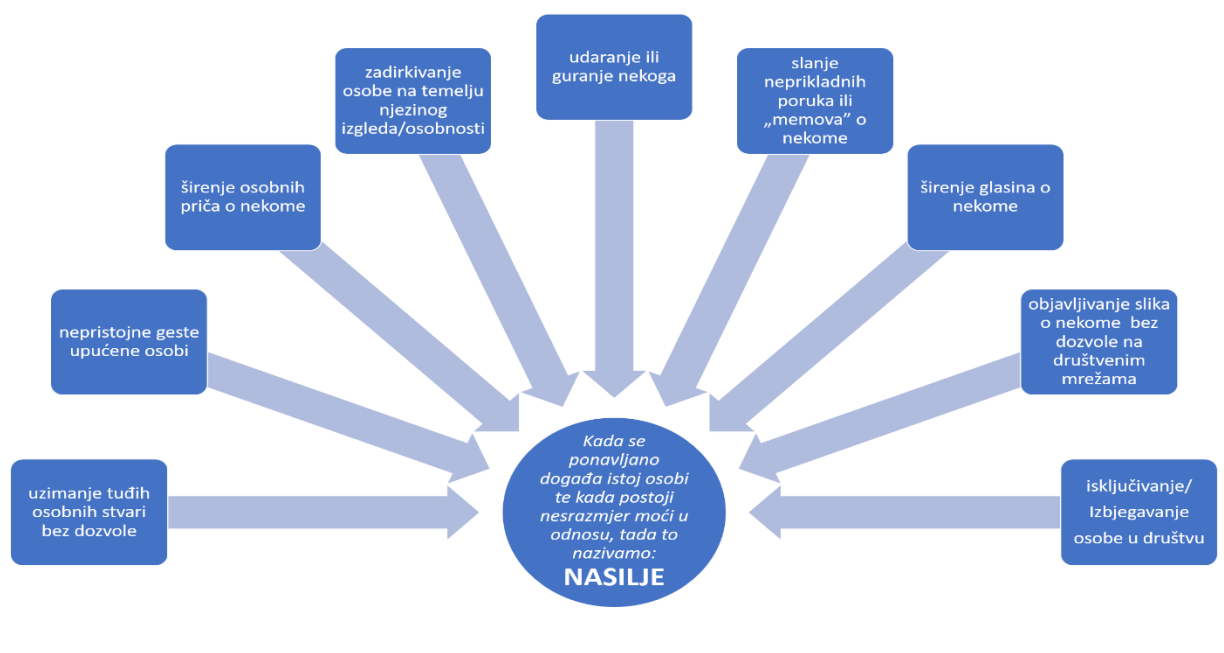 uzimanje tuđih
osobnih stvari
bez dozvole
nepristojne geste
upućene osobi
širenje osobnih
priča o nekome
zadirkivanje
osobe na temelju
njezinog
izgleda/osobnosti
udaranje ili
guranje nekoga
slanje
neprikladnih
poruka ili
„memova” o
nekome
širenje glasina o
nekome
objavljivanje slika
o nekome bez
dozvole na
društvenim
mrežama
isključivanje/
Izbjegavanje
osobe u društvu
Kada se
ponavljano
događa istoj osobi
te kada postoji
nesrazmjer moći u
odnosu, tada to
nazivamo:
NASILJE